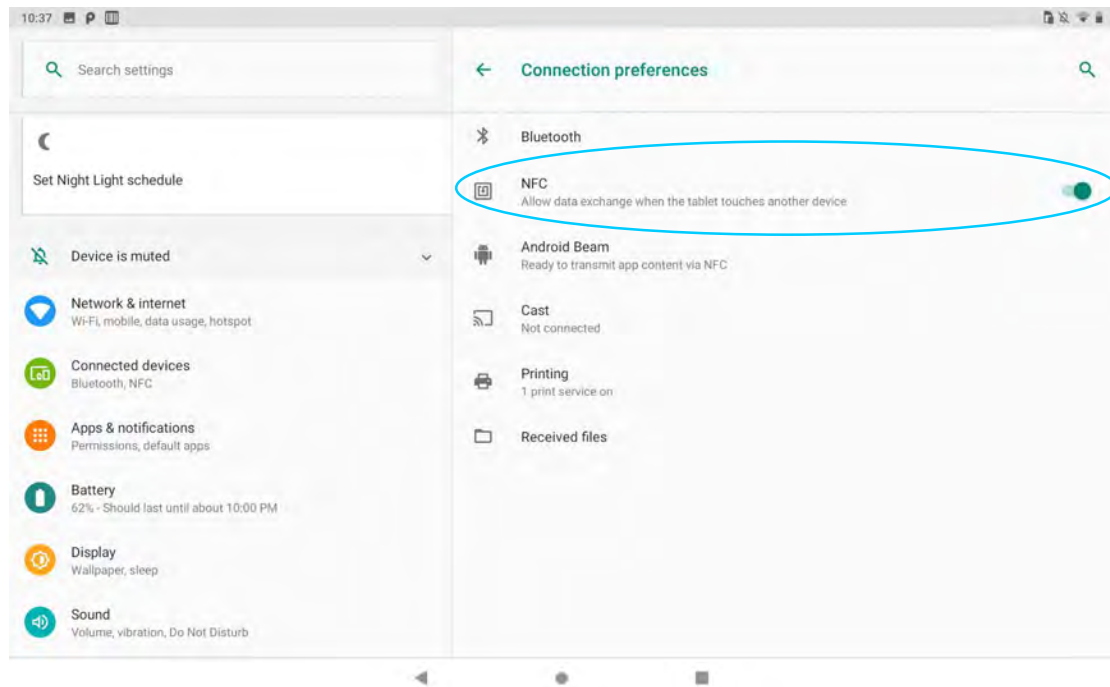 10:37
Search settings
Set Night Light schedule
Device is muted
Network & internet
Wi-Fi, mobile, data usage, hotspot
Connected devices
Bluetooth, NFC
Apps & notifications
Permissions, default apps
Battery
62% - Should last until about 10:00 PM
Display
Wallpaper, sleep
Sound
Volume, vibration, Do Not Disturb
Connection preferences
Bluetooth
NFC
Allow data exchange when the tablet touches another device
Android Beam
Ready to transmit app content via NFC
Cast
Not connected
Printing
1 print service on
Received files